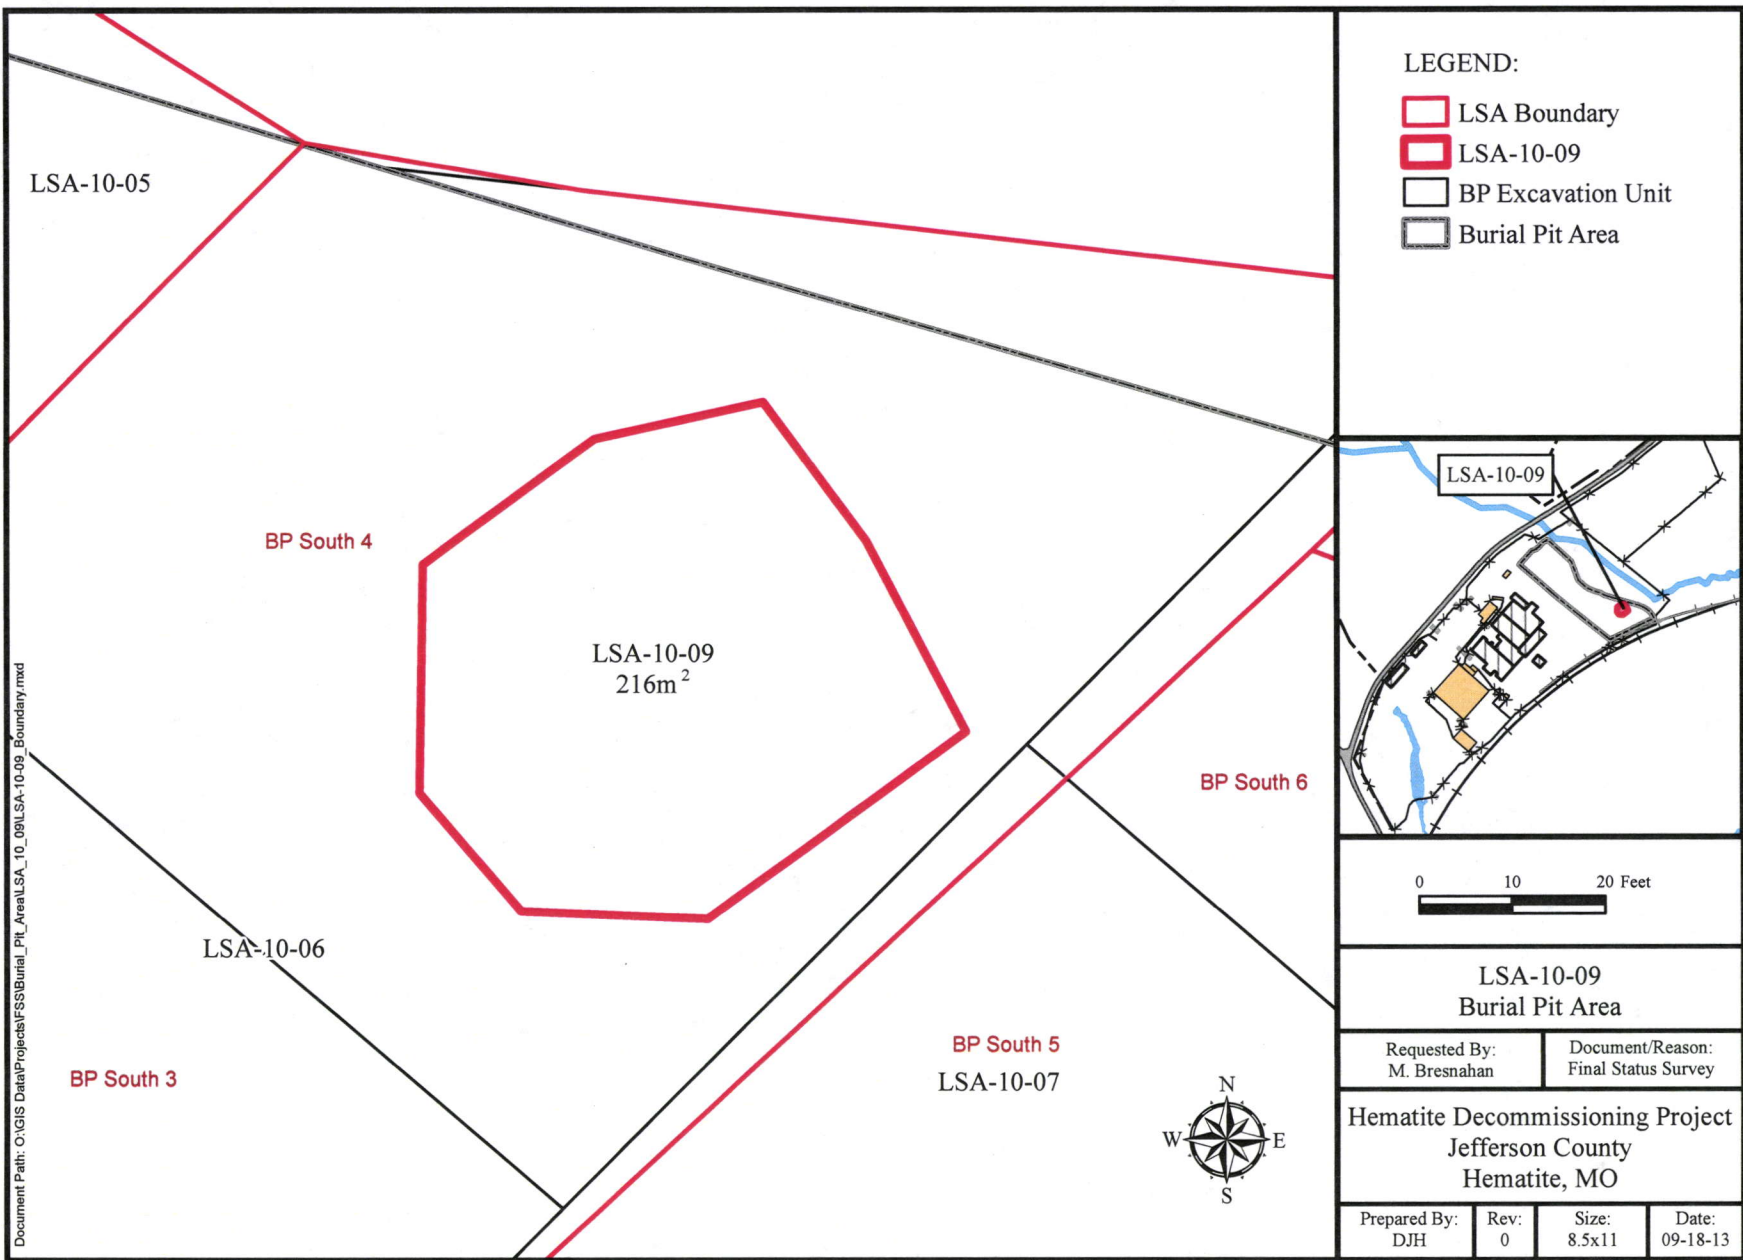 LSA-10-05
BP South 4
LSA-10-09
216m²
BP South 6
LSA-10-06
BP South 5
LSA-10-07
BP South 3
N
W E
S
Document Path: O:\GIS Data\Projects\FSS\Burial_Pit_Area\LSA_10_09\LSA-10-09_Boundary.mxd
LEGEND:
LSA Boundary
LSA-10-09
BP Excavation Unit
Burial Pit Area
LSA-10-09
0 10 20 Feet
LSA-10-09
Burial Pit Area
Requested By:
M. Bresnahan
Document/Reason:
Final Status Survey
Hematite Decommissioning Project
Jefferson County
Hematite, MO
Prepared By:
DJH
Rev:
0
Size:
8.5x11
Date:
09-18-13